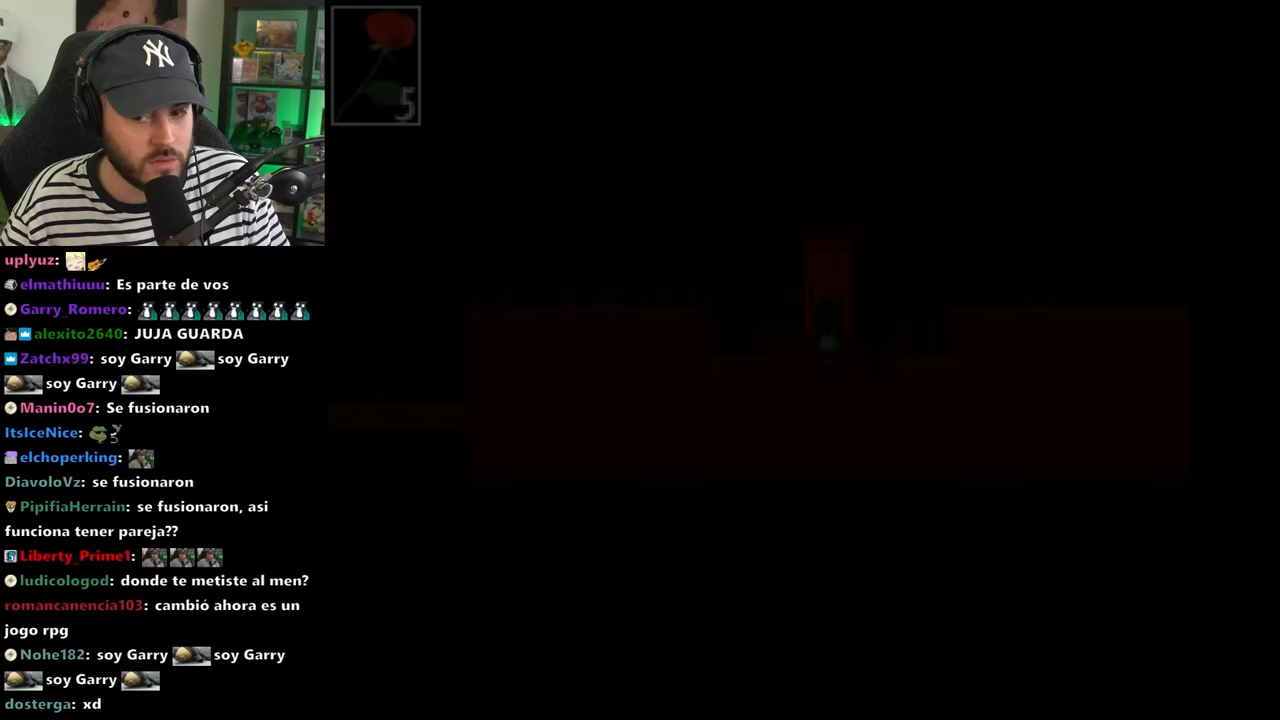 NY
5
uplyuz:
elmathiuuu: Es parte de vos
Garry_Romero:
alexito2640: JUJA GUARDA
Zatchx99: soy Garry soy Garry
soy Garry
Manin0o7: Se fusionaron
ItsIceNice:
elchoperking:
DiavoloVz: se fusionaron
PipifiaHerrain: se fusionaron, asi
funciona tener pareja??
Liberty_Prime1:
ludicologod: donde te metiste al men?
romancanencia103: cambió ahora es un
jogo rpg
Nohe182: soy Garry soy Garry
soy Garry
dosterga: xd